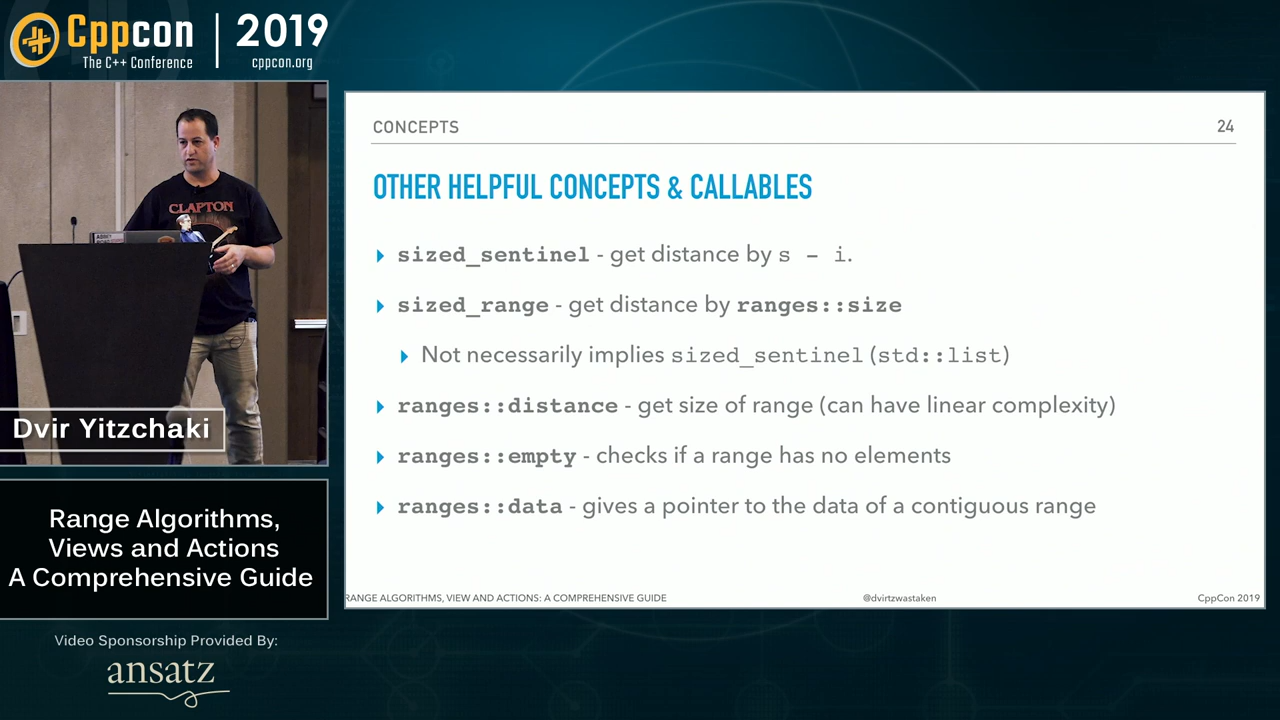 Cppcon
The C++ Conference
2019
cppcon.org
CLAPTON
Dvir Yitzchaki
Range Algorithms,
Views and Actions
A Comprehensive Guide
Video Sponsorship Provided By:
ansatz
CONCEPTS
24
OTHER HELPFUL CONCEPTS & CALLABLES
sized_sentinel - get distance by s - i.
sized_range - get distance by ranges::size
Not necessarily implies sized_sentinel (std::list)
ranges::distance - get size of range (can have linear complexity)
ranges::empty - checks if a range has no elements
ranges::data - gives a pointer to the data of a contiguous range
RANGE ALGORITHMS, VIEW AND ACTIONS: A COMPREHENSIVE GUIDE
@dvirtzwastaken
CppCon 2019